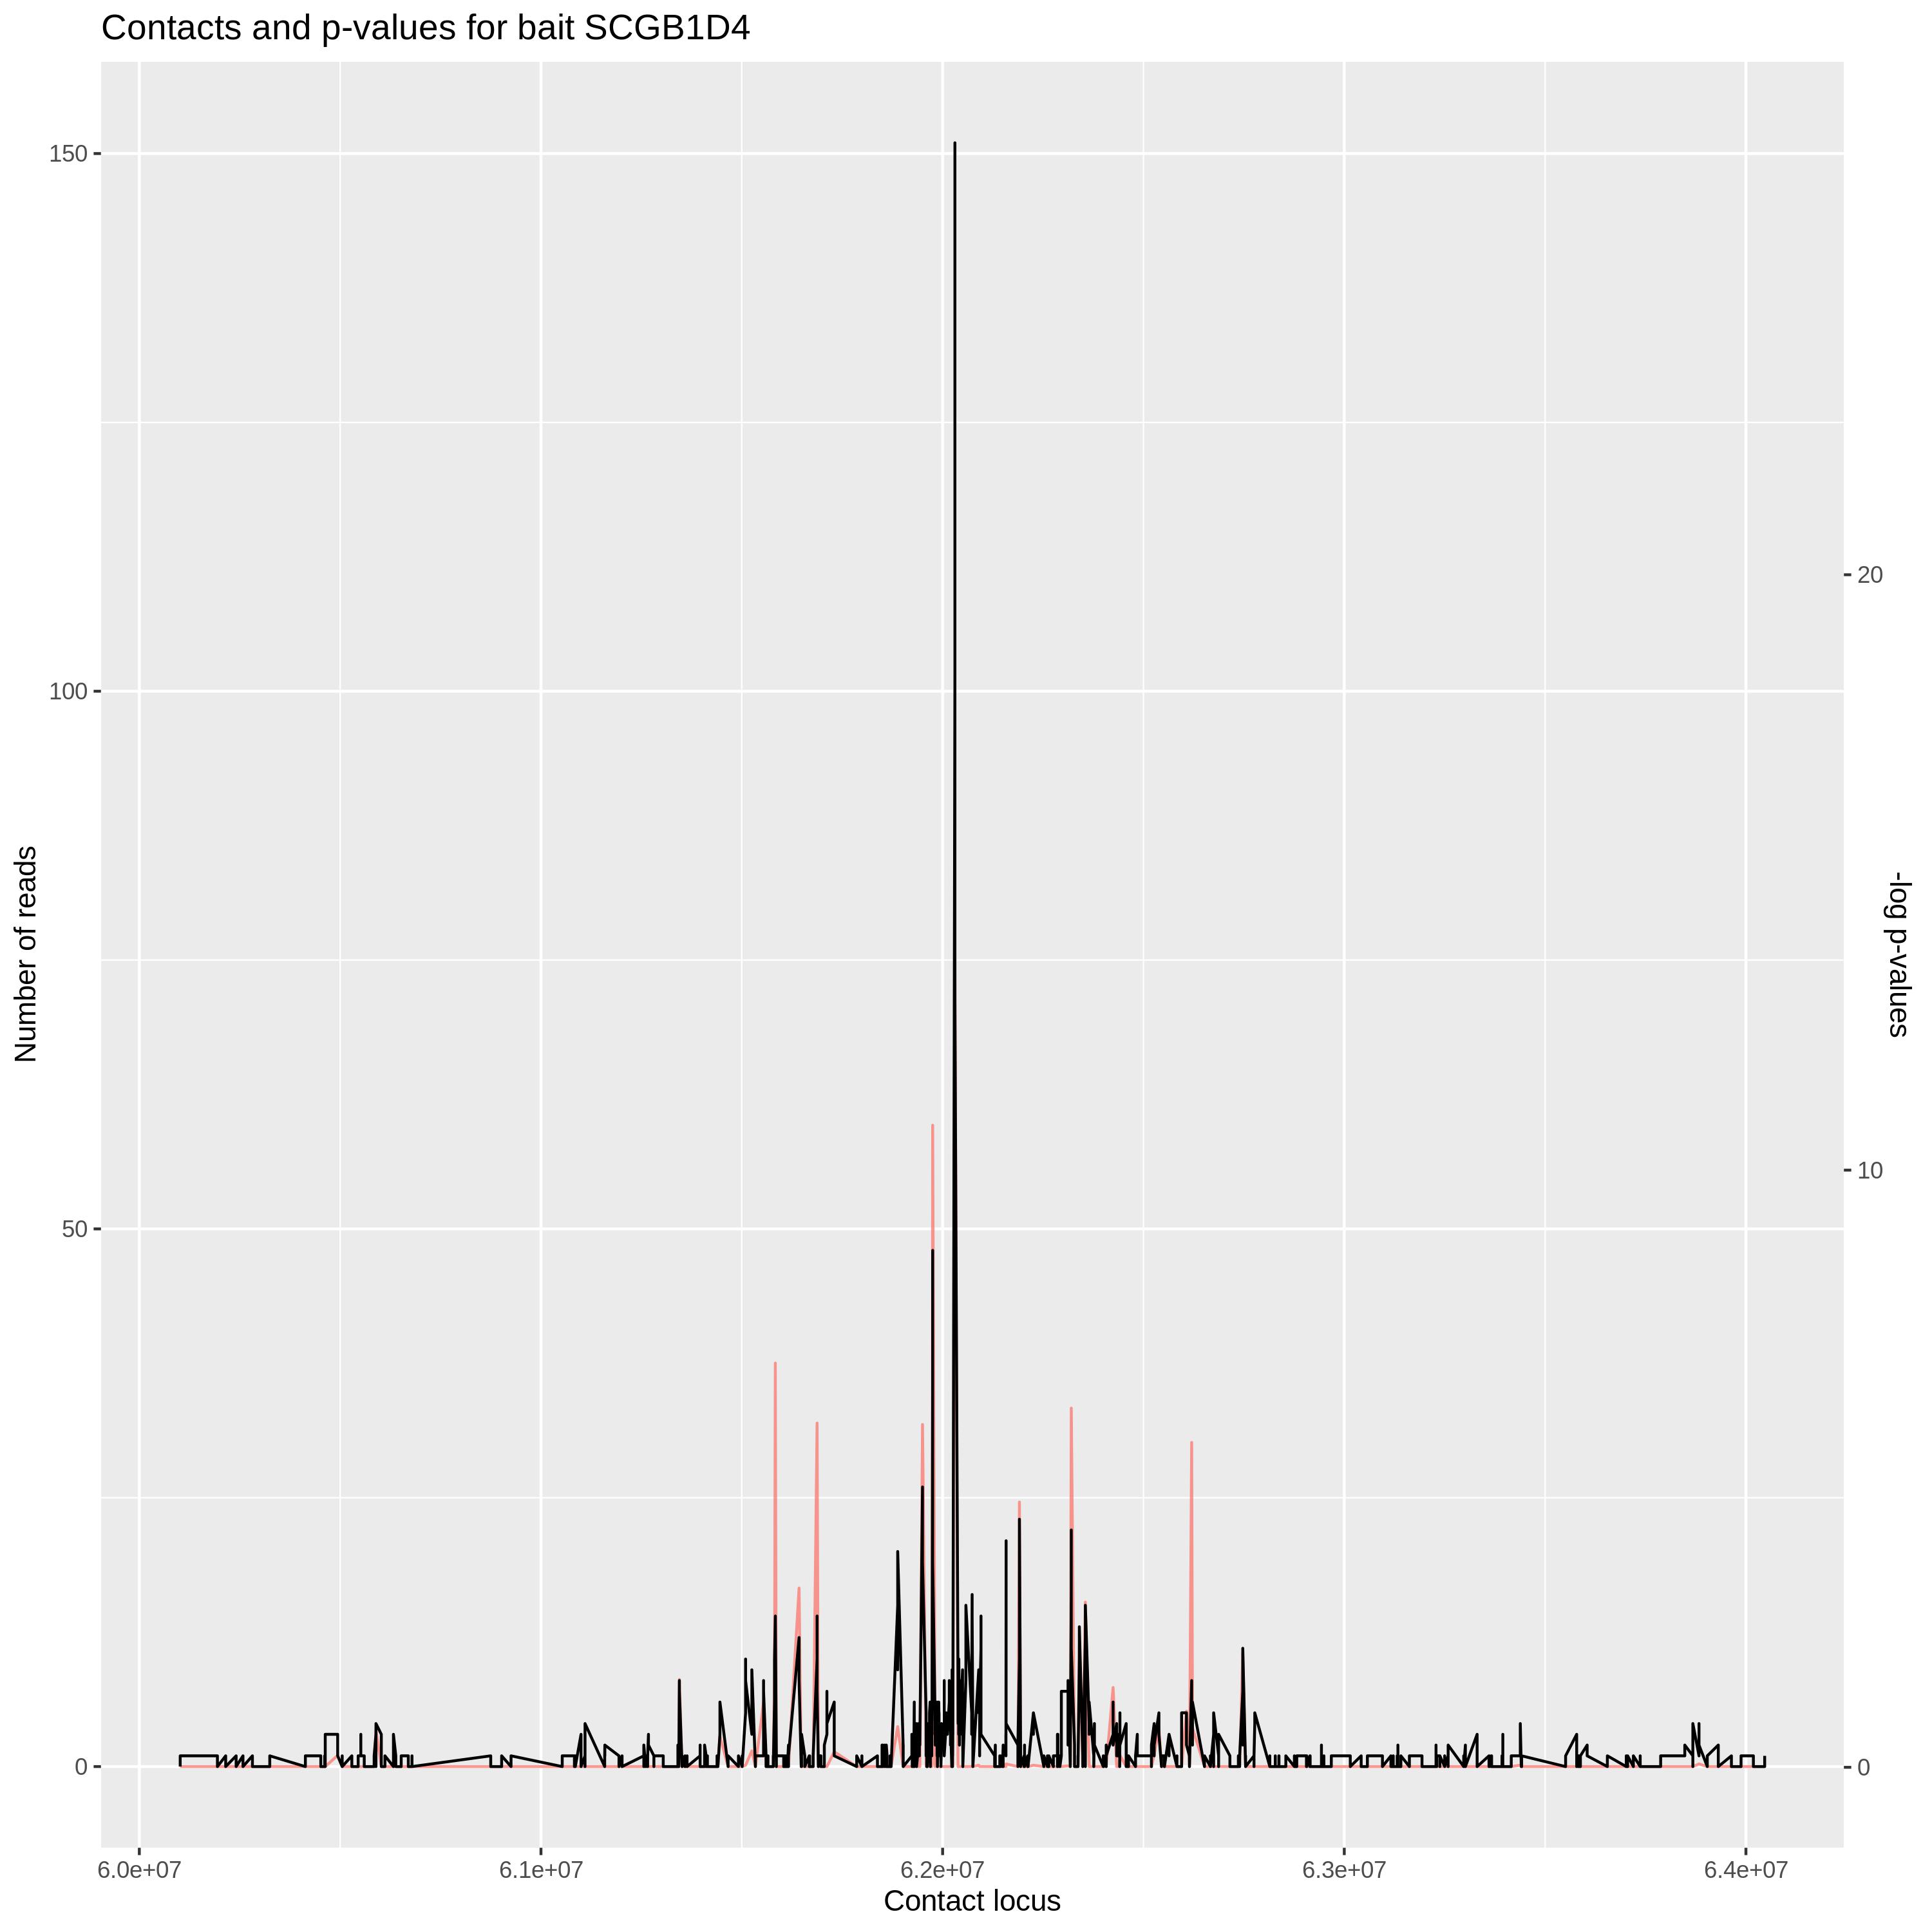 Contacts and p-values for bait SCGB1D4
150
100
50
0
Number of reads
20
10
0
-log p-values
6.0e+07
6.1e+07
6.2e+07
6.3e+07
6.4e+07
Contact locus